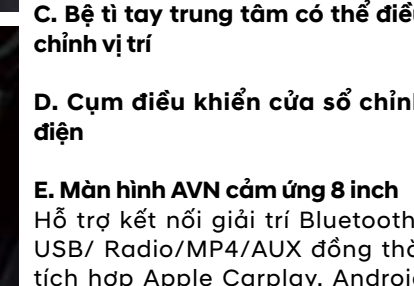 C. Bệ tì tay trung tâm có thể điều
chỉnh vị trí
D. Cụm điều khiển cửa sổ chỉnh
điện
E. Màn hình AVN cảm ứng 8 inch
Hỗ trợ kết nối giải trí Bluetooth
USB/ Radio/MP4/AUX đồng thờ
tích hợp Apple Carplay, Androi